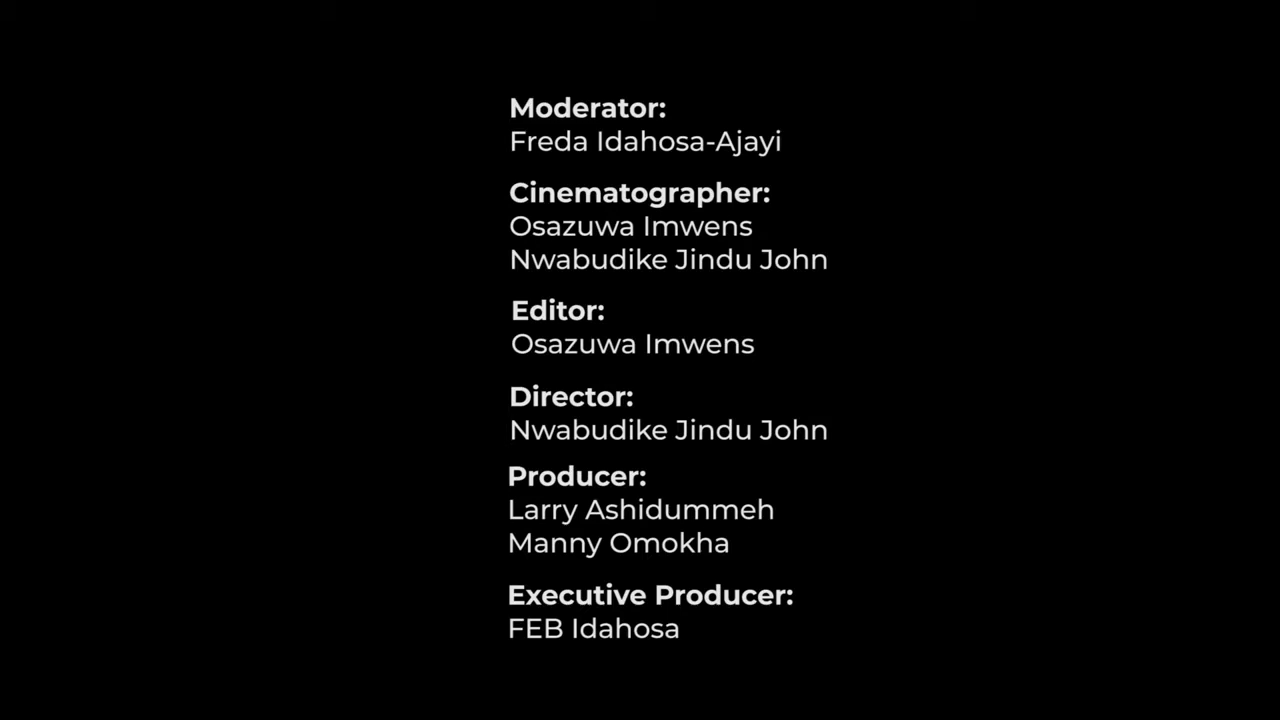 Moderator:
Freda Idahosa-Ajayi
Cinematographer:
Osazuwa Imwens
Nwabudike Jindu John
Editor:
Osazuwa Imwens
Director:
Nwabudike Jindu John
Producer:
Larry Ashidummeh
Manny Omokha
Executive Producer:
FEB Idahosa